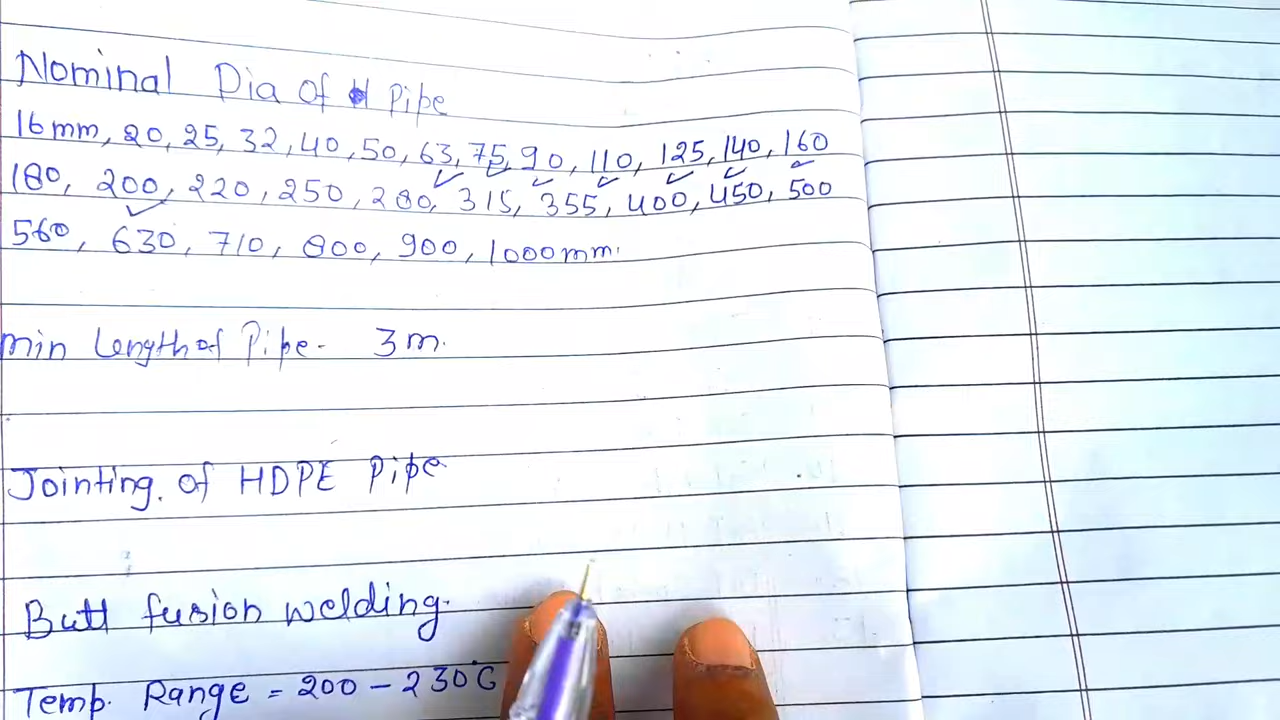 Nominal Dia Of Pipe
16mm, 20, 25, 32, 40, 50, 63, 75, 90, 110, 125, 140, 160
180, 200, 220, 250, 280, 315, 355, 400, 450, 500
560, 630, 710, 800, 900, 1000mm.
min Length of Pipe- 3m.
Jointing. of HDPE Pipe
Butt fusion welding.
Temp. Range = 200 - 230°C